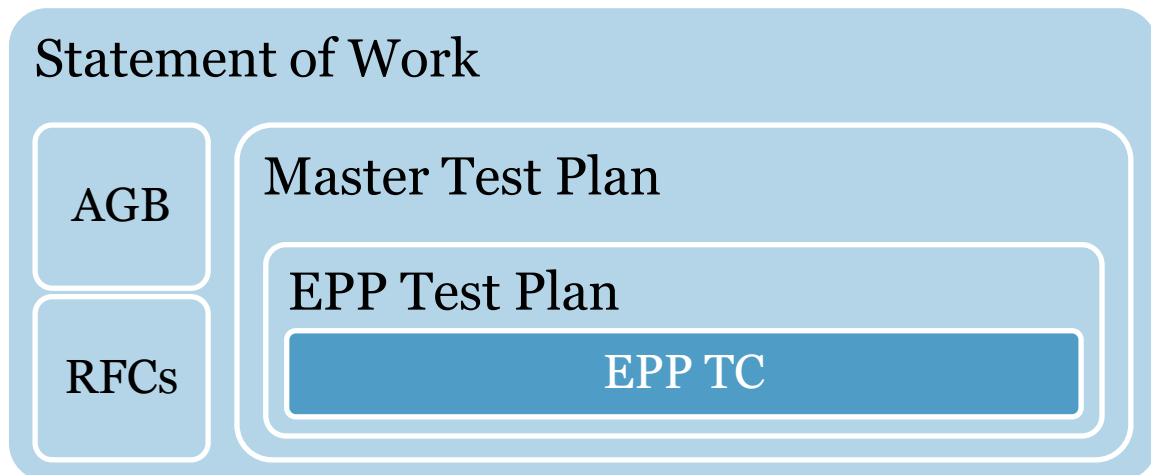 Statement of Work
AGB
RFCs
Master Test Plan
EPP Test Plan
EPP TC